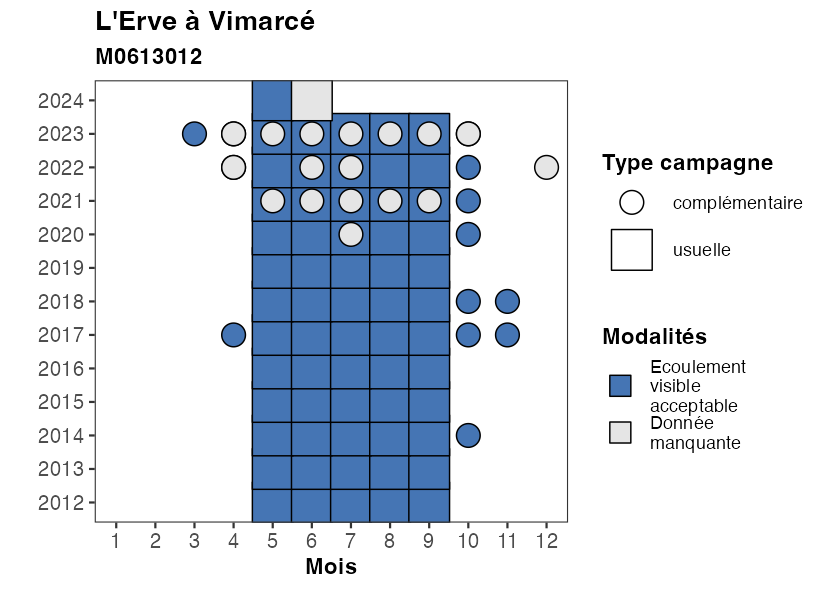 L'Erve à Vimarcé
M0613012
2024
2023
2022
2021
2020
2019
2018
2017
2016
2015
2014
2013
2012
1 2 3 4 5 6 7 8 9 10 11 12
Mois
Type campagne
complémentaire
usuelle
Modalités
Ecoulement
visible
acceptable
Donnée
manquante